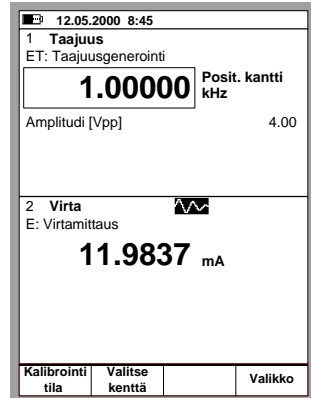 12.05.2000 8:45
1 Taajuus
ET: Taajuusgenerointi
1.00000 Posit. kantti kHz
Amplitudi [Vpp] 4.00
2 Virta
E: Virtamittaus
11.9837 mA
Kalibrointi tila Valitse kenttä Valikko